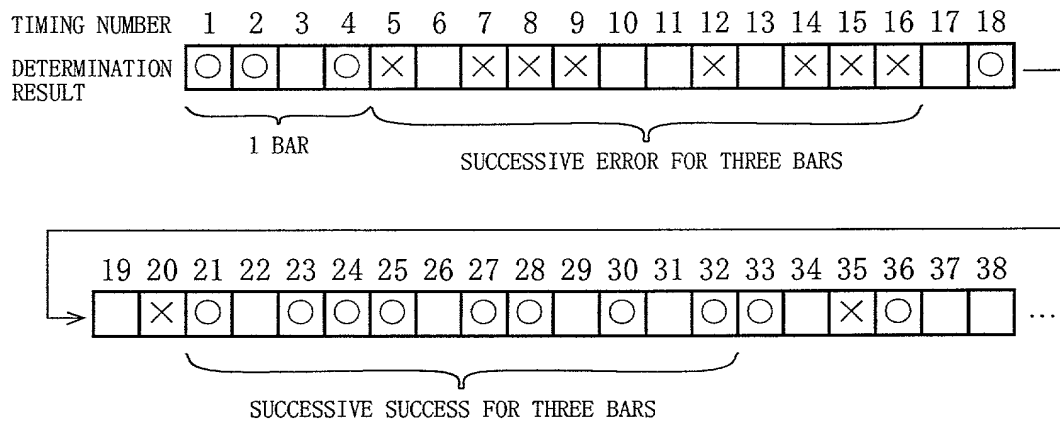 TIMING NUMBER 1 2 3 4 5 6 7 8 9 10 11 12 13 14 15 16 17 18
DETERMINATION RESULT ○ ○ ○ × × × × × × × × ○
1 BAR
SUCCESSIVE ERROR FOR THREE BARS
19 20 21 22 23 24 25 26 27 28 29 30 31 32 33 34 35 36 37 38
× ○ ○ ○ ○ ○ ○ ○ ○ ○ × ○ ...
SUCCESSIVE SUCCESS FOR THREE BARS